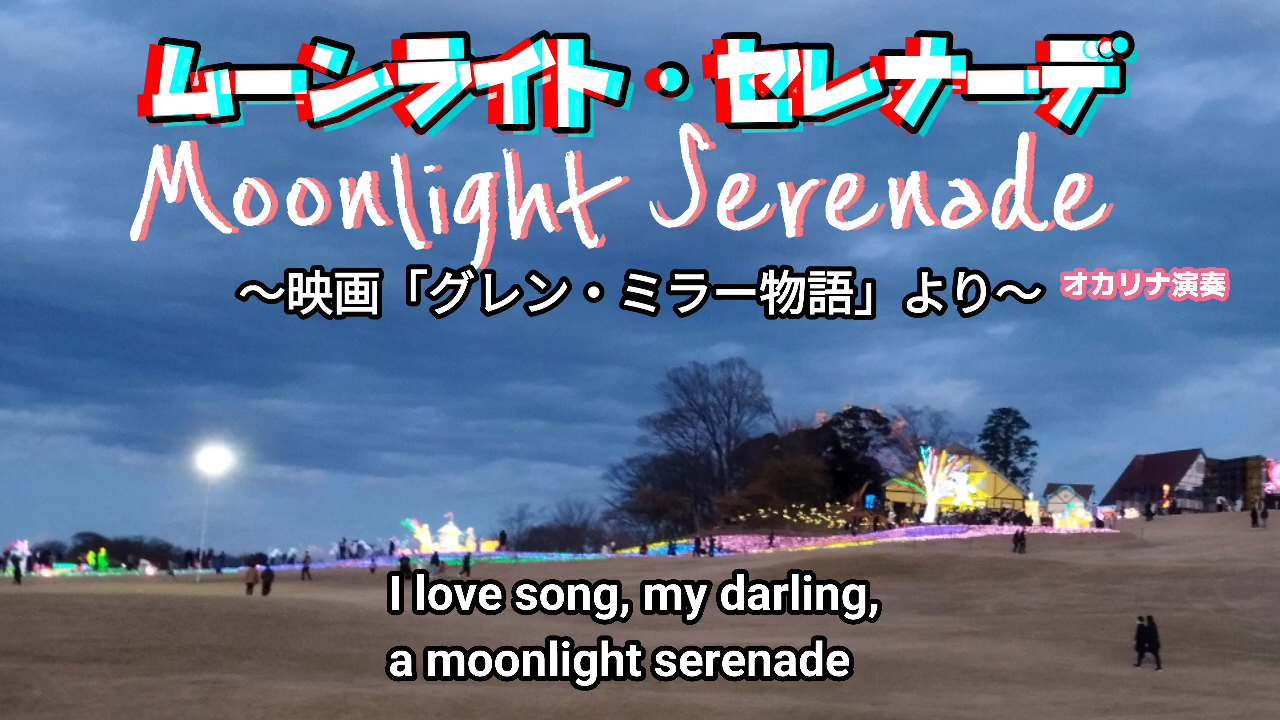 ムーンライト・セレナーデ
Moonlight Serenade
～映画「グレン・ミラー物語」より～
オカリナ演奏
I love song, my darling,
a moonlight serenade